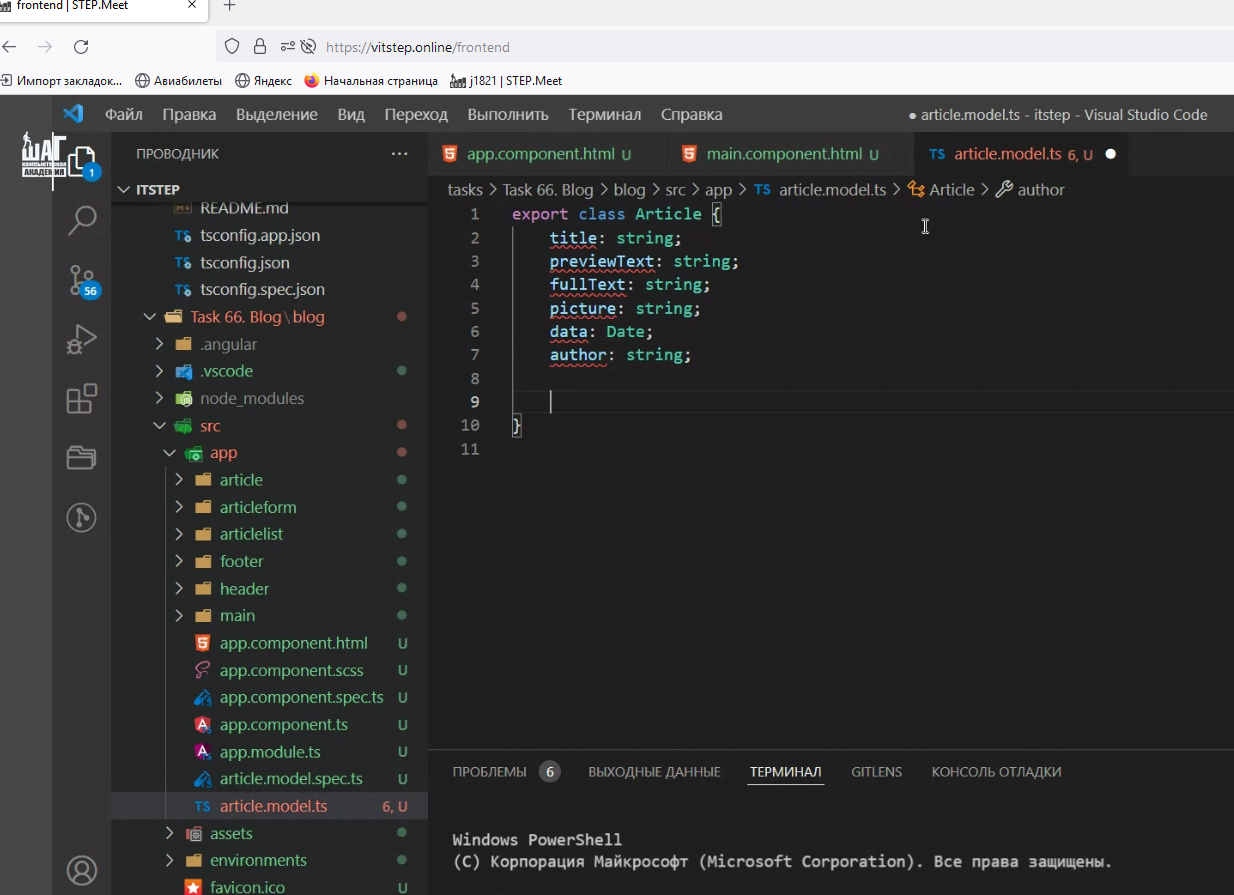 frontend | STEP.Meet
https://vitstep.online/frontend
Импорт закладок...
Авиабилеты
Яндекс
Начальная страница
j1821 | STEP.Meet
Файл Правка Выделение Вид Переход Выполнить Терминал Справка
● article.model.ts - itstep - Visual Studio Code
ШАГ
КОМПЬЮТЕРНАЯ
АКАДЕМИЯ
1
56
ПРОВОДНИК ...
ITSTEP
README.md
tsconfig.app.json
tsconfig.json
tsconfig.spec.json
Task 66. Blog\blog
.angular
.vscode
node_modules
src
app
article
articleform
articlelist
footer
header
main
app.component.html U
app.component.scss U
app.component.spec.ts U
app.component.ts U
app.module.ts U
article.model.spec.ts U
article.model.ts 6, U
assets
environments
favicon.ico U
app.component.html U
main.component.html U
TS article.model.ts 6, U
tasks > Task 66. Blog > blog > src > app > TS article.model.ts > Article > author
1 export class Article {
2 title: string;
3 previewText: string;
4 fullText: string;
5 picture: string;
6 data: Date;
7 author: string;
8
9
10 }
11
ПРОБЛЕМЫ 6 ВЫХОДНЫЕ ДАННЫЕ ТЕРМИНАЛ GITLENS КОНСОЛЬ ОТЛАДКИ
Windows PowerShell
(C) Корпорация Майкрософт (Microsoft Corporation). Все права защищены.